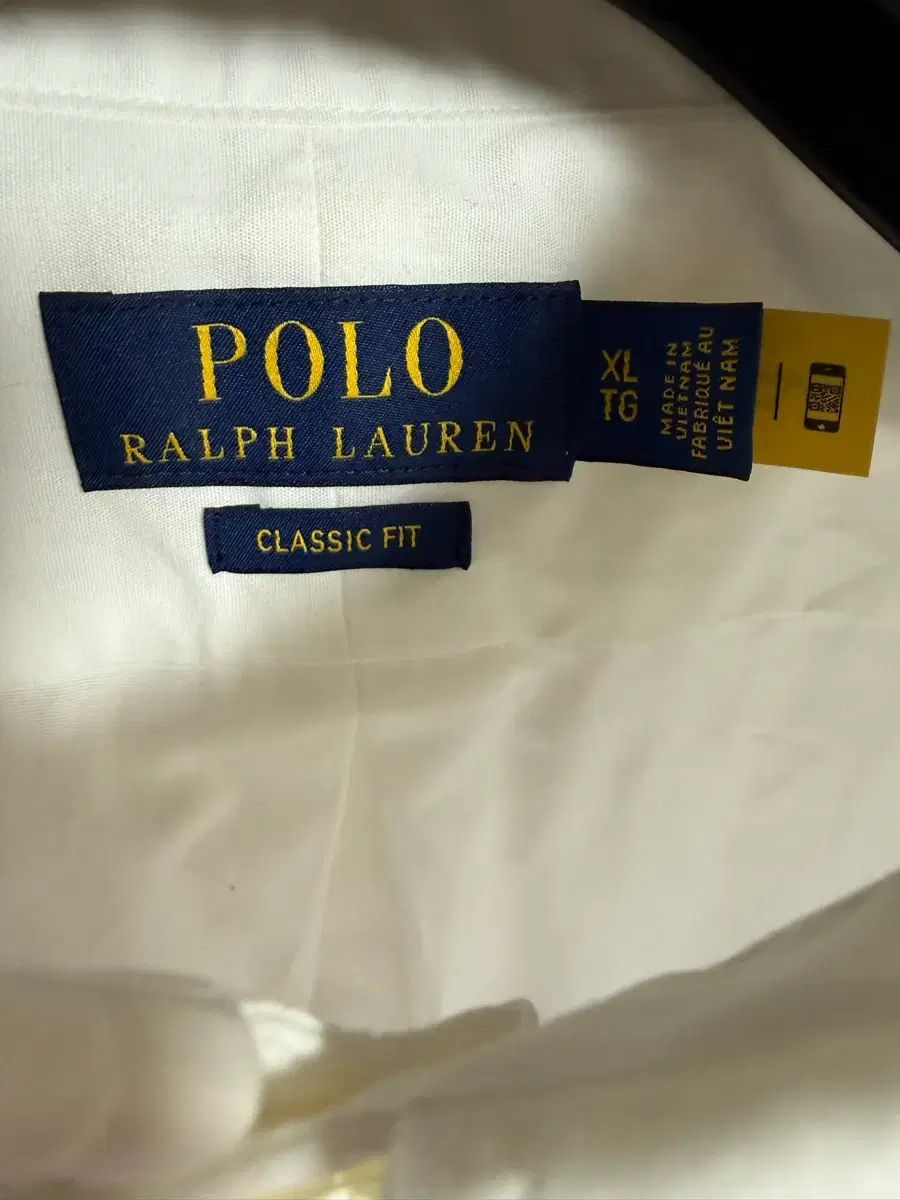 POLO
RALPH LAUREN
CLASSIC FIT
XL
TG
MADE IN
VIETNAM
FABRIQUÉ AU
VIÊT NAM